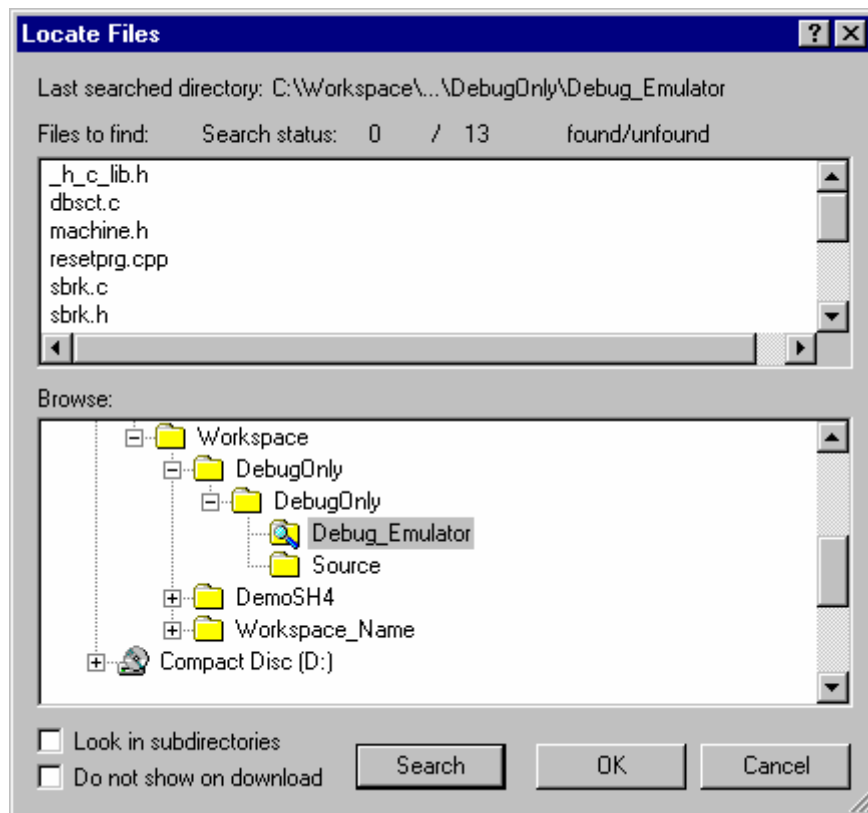 Locate Files
Last searched directory: C:\Workspace\...\DebugOnly\Debug_Emulator
Files to find: Search status: 0 / 13 found/unfound
_h_c_lib.h
dbsct.c
machine.h
resetprg.cpp
sbrk.c
sbrk.h
Browse:
Workspace
DebugOnly
DebugOnly
Debug_Emulator
Source
DemoSH4
Workspace_Name
Compact Disc (D:)
Look in subdirectories
Do not show on download
Search OK Cancel